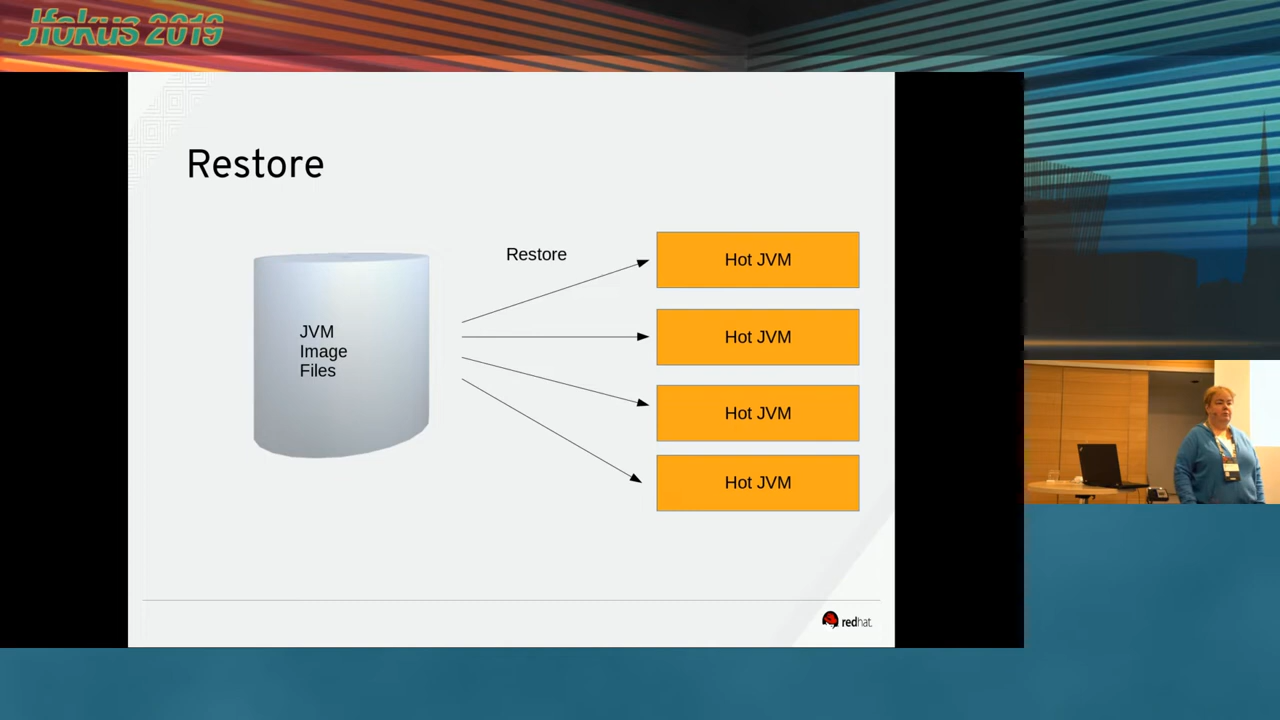 Jfokus 2019
Restore
Restore
JVM
Image
Files
Hot JVM
Hot JVM
Hot JVM
Hot JVM
redhat.